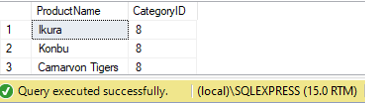 ProductName CategoryID
1 Ikura 8
2 Konbu 8
3 Carnarvon Tigers 8
Query executed successfully. (local)\SQLEXPRESS (15.0 RTM)